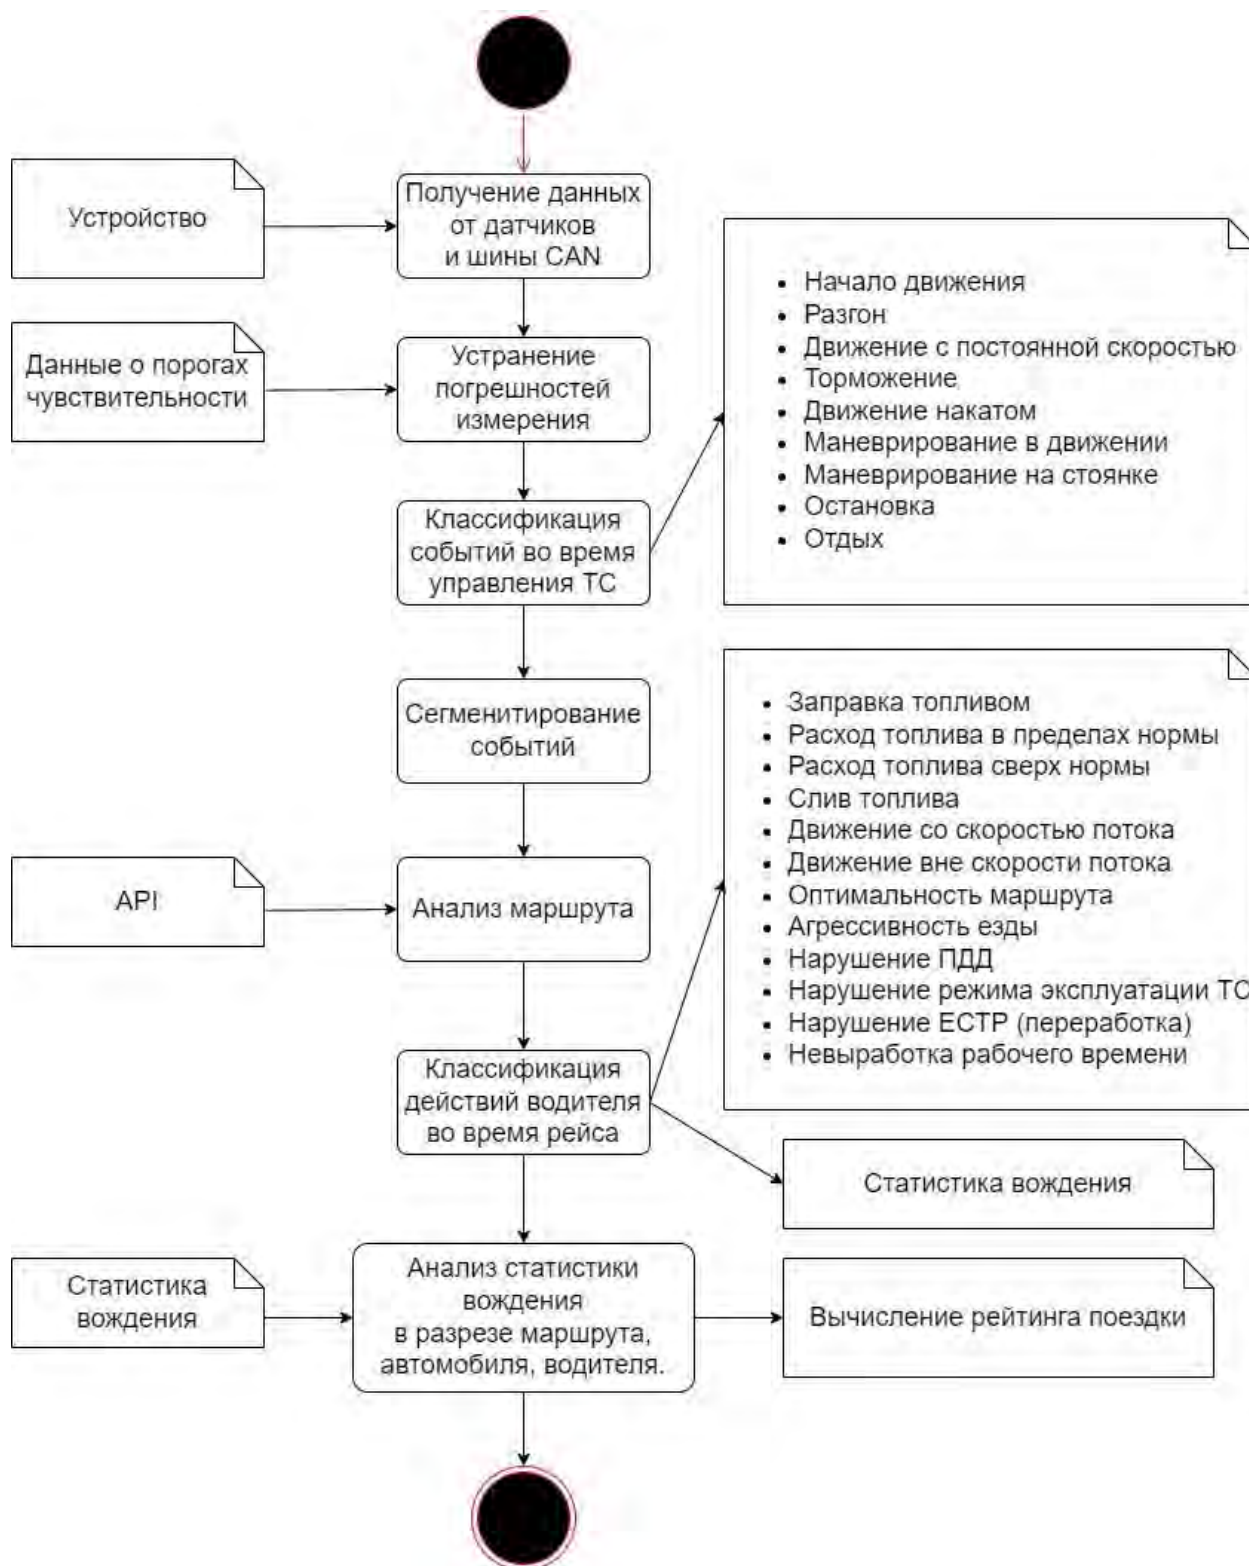 Устройство
Получение данных
от датчиков
и шины CAN
Данные о порогах
чувствительности
Устранение
погрешностей
измерения
Классификация
событий во время
управления ТС
• Начало движения
• Разгон
• Движение с постоянной скоростью
• Торможение
• Движение накатом
• Маневрирование в движении
• Маневрирование на стоянке
• Остановка
• Отдых
Сегменитирование
событий
API
Анализ маршрута
• Заправка топливом
• Расход топлива в пределах нормы
• Расход топлива сверх нормы
• Слив топлива
• Движение со скоростью потока
• Движение вне скорости потока
• Оптимальность маршрута
• Агрессивность езды
• Нарушение ПДД
• Нарушение режима эксплуатации ТС
• Нарушение ЕСТР (переработка)
• Невыработка рабочего времени
Классификация
действий водителя
во время рейса
Статистика вождения
Статистика
вождения
Анализ статистики
вождения
в разрезе маршрута,
автомобиля, водителя.
Вычисление рейтинга поездки